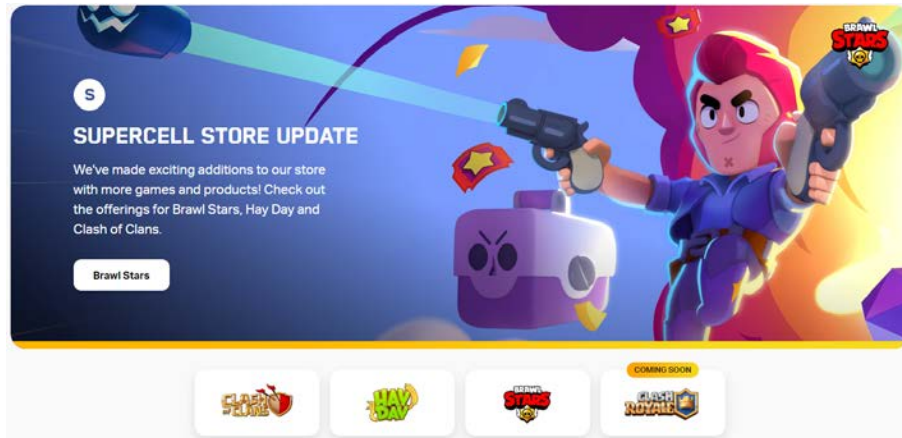 BRAWL
STARS
S
SUPERCELL STORE UPDATE
We've made exciting additions to our store
with more games and products! Check out
the offerings for Brawl Stars, Hay Day and
Clash of Clans.
Brawl Stars
COMING SOON
CLASH
OF CLANS
HAY
DAY
BRAWL
STARS
CLASH
ROYALE